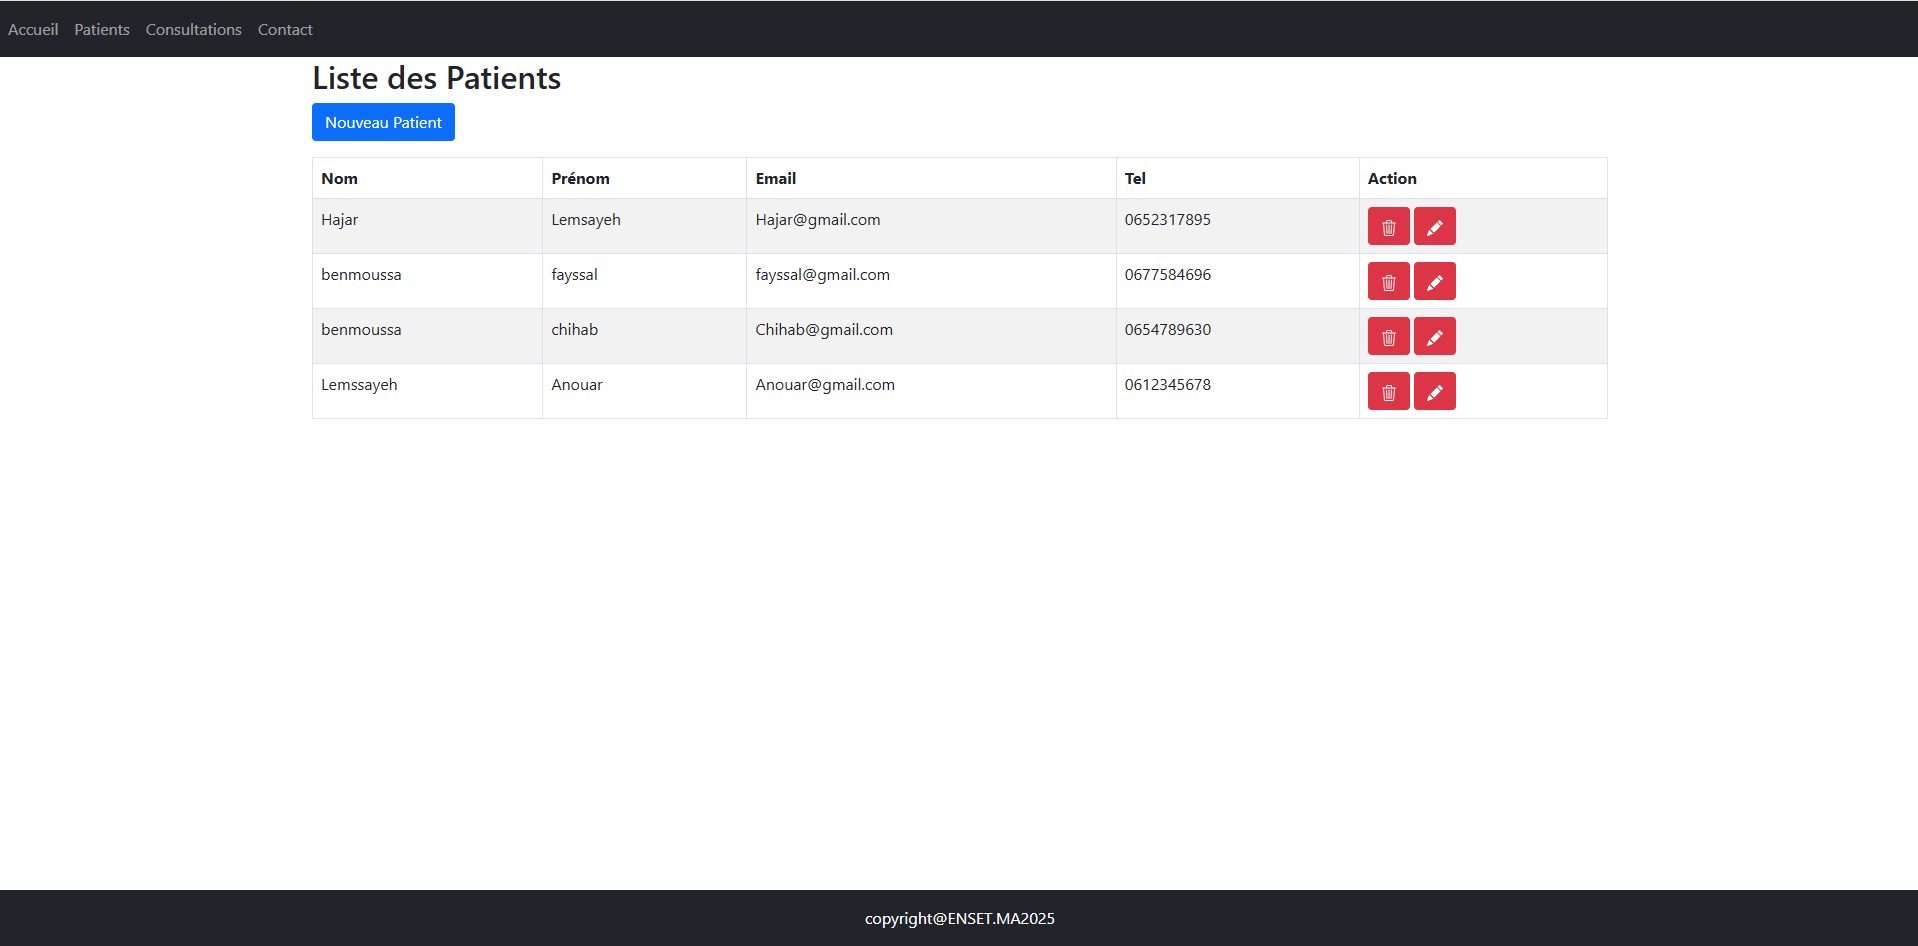 Accueil Patients Consultations Contact
Liste des Patients
Nouveau Patient
Nom Prénom Email Tel Action
Hajar Lemsayeh Hajar@gmail.com 0652317895
benmoussa fayssal fayssal@gmail.com 0677584696
benmoussa chihab Chihab@gmail.com 0654789630
Lemssayeh Anouar Anouar@gmail.com 0612345678
copyright@ENSET.MA2025